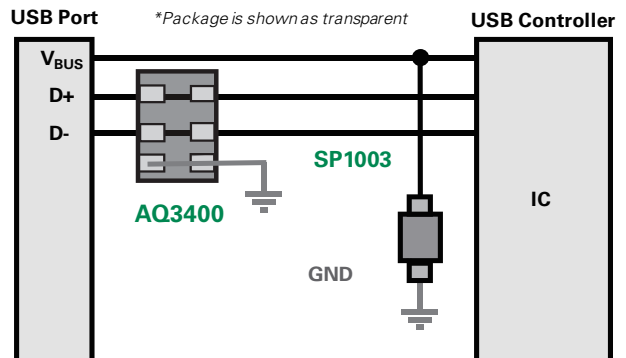 USB Port
*Package is shown as transparent
USB Controller
VBUS
D+
D-
SP1003
AQ3400
IC
GND